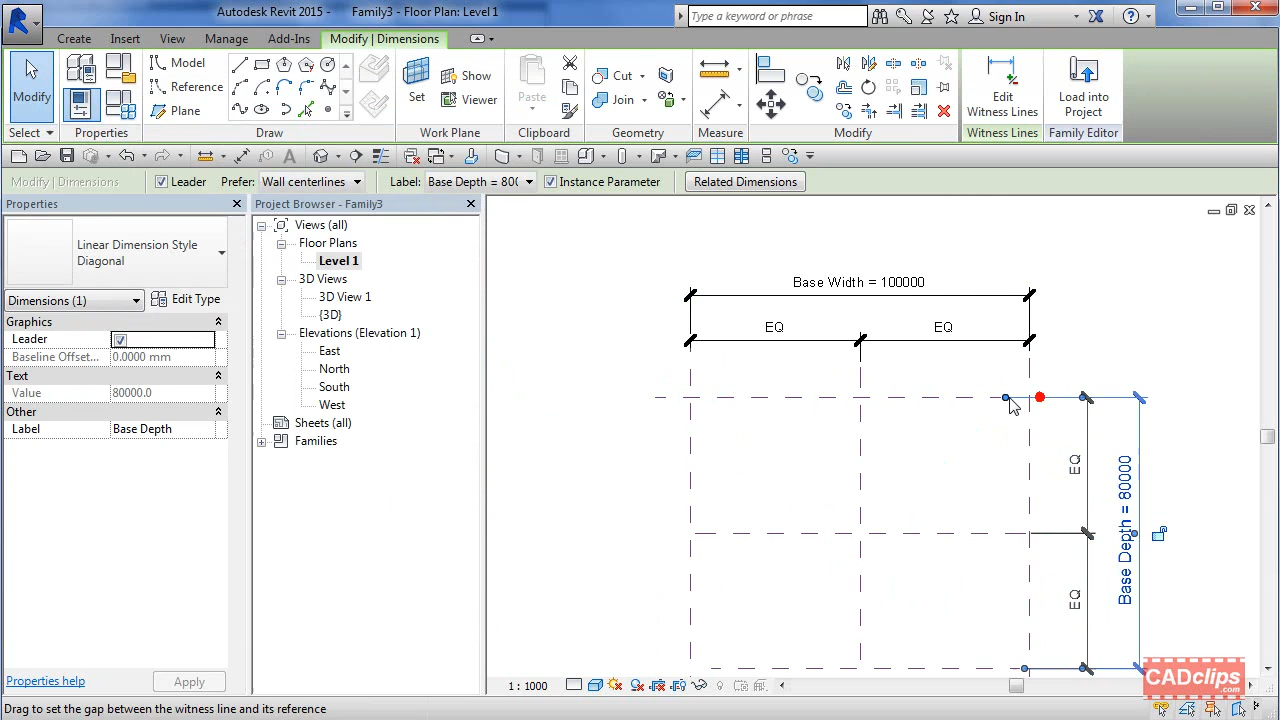 Autodesk Revit 2015 - Family3 - Floor Plan: Level 1
Type a keyword or phrase
Sign In
Create Insert View Manage Add-Ins Modify | Dimensions
Model
Reference
Plane
Modify
Set
Show
Viewer
Paste
Cut
Join
Edit
Witness Lines
Load into
Project
Select Properties Draw Work Plane Clipboard Geometry Measure Modify Witness Lines Family Editor
Modify | Dimensions Leader Prefer: Wall centerlines Label: Base Depth = 800 Instance Parameter Related Dimensions
Properties
Linear Dimension Style
Diagonal
Dimensions (1) Edit Type
Graphics
Leader
Baseline Offset... 0.0000 mm
Text
Value 80000.0
Other
Label Base Depth
Properties help Apply
Project Browser - Family3
Views (all)
Floor Plans
Level 1
3D Views
3D View 1
{3D}
Elevations (Elevation 1)
East
North
South
West
Sheets (all)
Families
Base Width = 100000
EQ EQ
EQ
Base Depth = 80000
EQ
1 : 1000
CADclips
.com
Drag to set the gap between the witness line and its reference